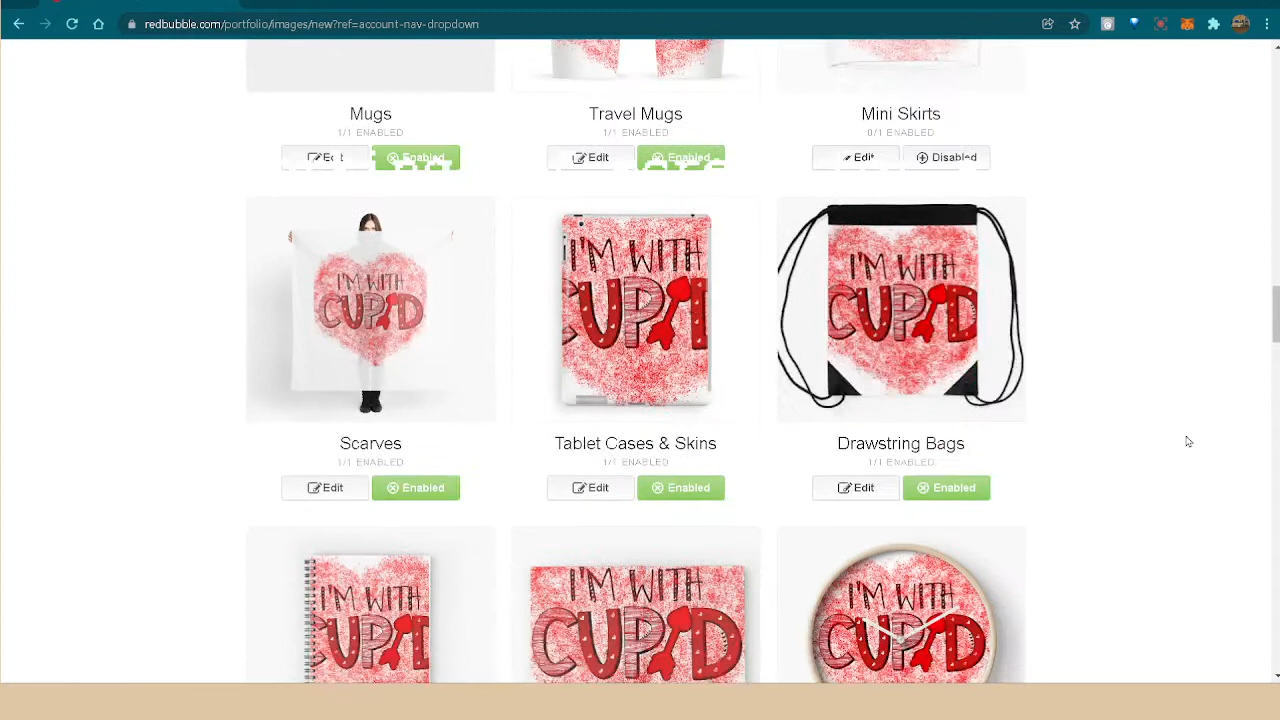 redbubble.com/portfolio/images/new?ref=account-nav-dropdown
Mugs
Travel Mugs
Mini Skirts
1/1 ENABLED
1/1 ENABLED
0/1 ENABLED
Enabled
Edit
Enabled
Edit
Disabled
I'M WITH
CUPID
I'M WITH
CUPID
I'M WITH
CUPID
Scarves
Tablet Cases & Skins
Drawstring Bags
1/1 ENABLED
1/1 ENABLED
1/1 ENABLED
Edit
Enabled
Edit
Enabled
Edit
Enabled
I'M WITH
CUPID
I'M WITH
CUPID
I'M WITH
CUPID